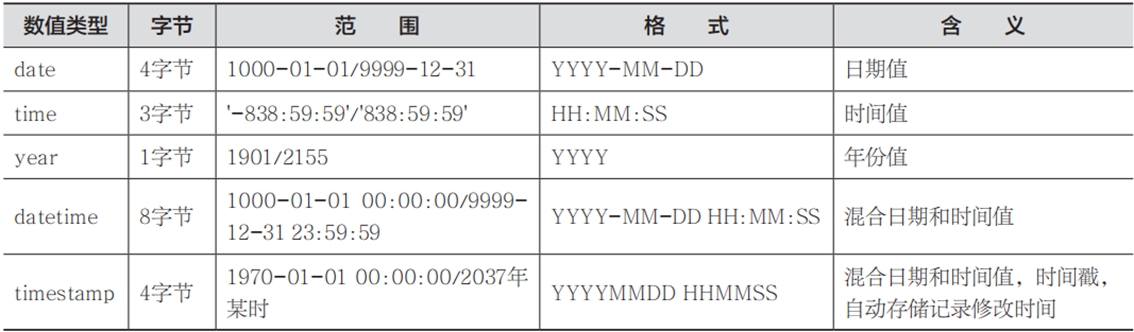 数值类型 字节 范 围 格 式 含 义
date 4字节 1000-01-01/9999-12-31 YYYY-MM-DD 日期值
time 3字节 '-838:59:59'/'838:59:59' HH:MM:SS 时间值
year 1字节 1901/2155 YYYY 年份值
datetime 8字节 1000-01-01 00:00:00/9999-
12-31 23:59:59 YYYY-MM-DD HH:MM:SS 混合日期和时间值
timestamp 4字节 1970-01-01 00:00:00/2037年
某时 YYYYMMDD HHMMSS 混合日期和时间值，时间戳，
自动存储记录修改时间